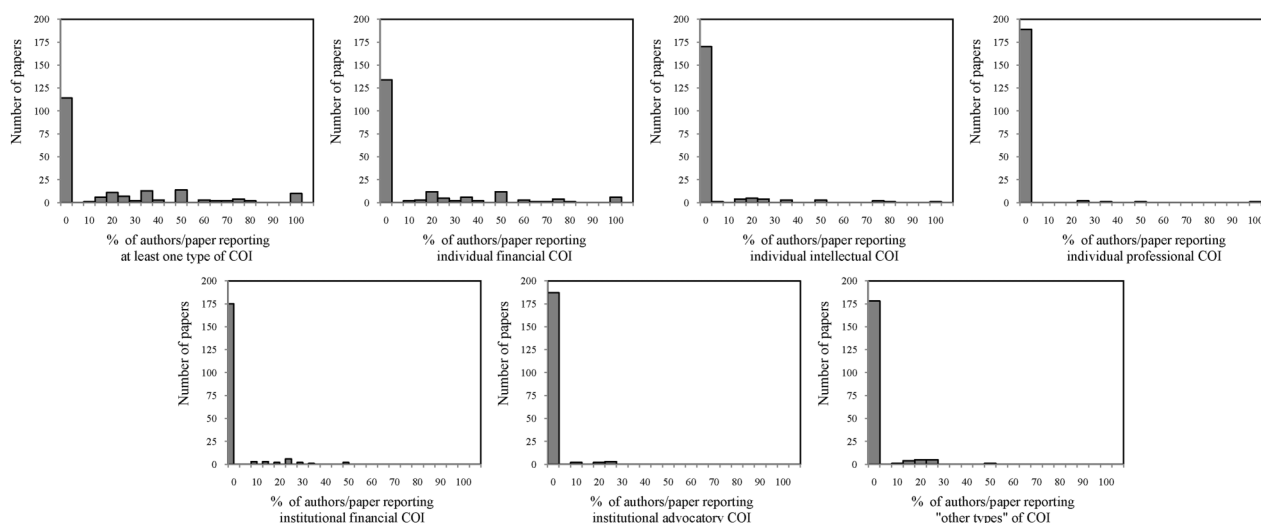 Number of papers
200
175
150
125
100
75
50
25
0
0 10 20 30 40 50 60 70 80 90 100
% of authors/paper reporting
at least one type of COI
Number of papers
200
175
150
125
100
75
50
25
0
0 10 20 30 40 50 60 70 80 90 100
% of authors/paper reporting
individual financial COI
Number of papers
200
175
150
125
100
75
50
25
0
0 10 20 30 40 50 60 70 80 90 100
% of authors/paper reporting
individual intellectual COI
Number of papers
200
175
150
125
100
75
50
25
0
0 10 20 30 40 50 60 70 80 90 100
% of authors/paper reporting
individual professional COI
Number of papers
200
175
150
125
100
75
50
25
0
0 10 20 30 40 50 60 70 80 90 100
% of authors/paper reporting
institutional financial COI
Number of papers
200
175
150
125
100
75
50
25
0
0 10 20 30 40 50 60 70 80 90 100
% of authors/paper reporting
institutional advocatory COI
Number of papers
200
175
150
125
100
75
50
25
0
0 10 20 30 40 50 60 70 80 90 100
% of authors/paper reporting
"other types" of COI